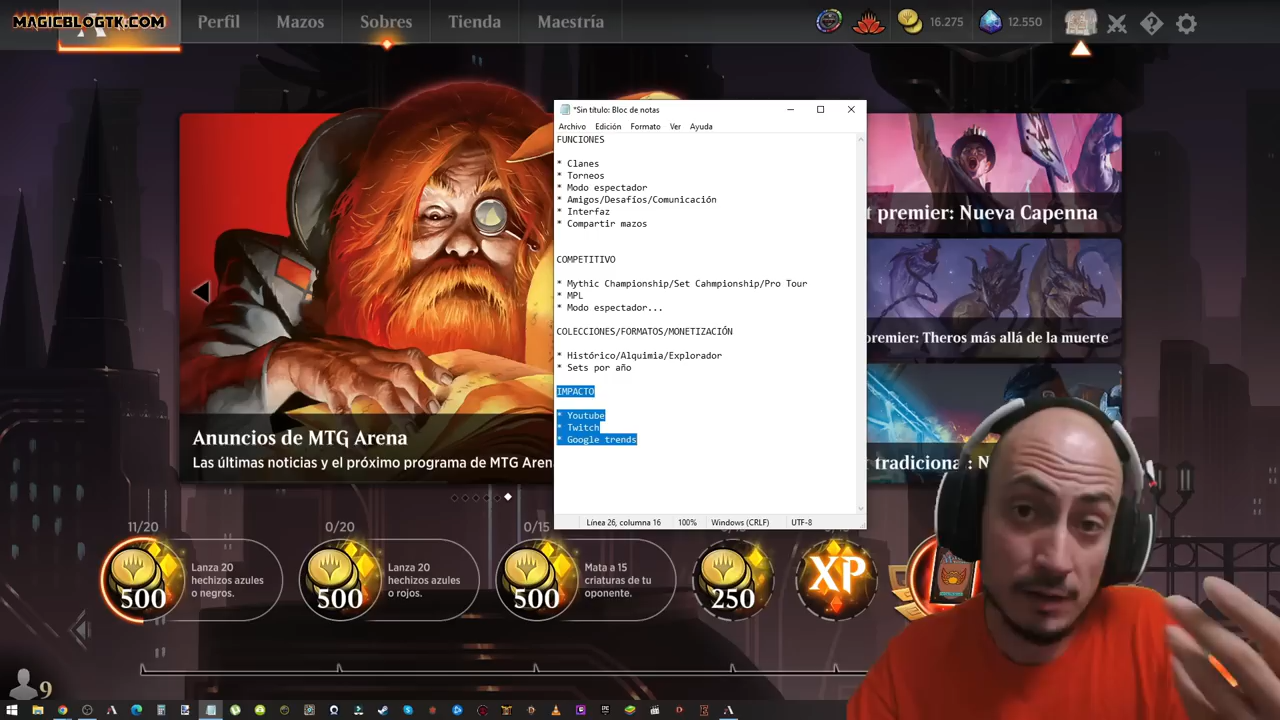 MAGICBLOGTK.COM
Perfil
Mazos
Sobres
Tienda
Maestría
16.275
12.550
*Sin título: Bloc de notas
Archivo Edición Formato Ver Ayuda
FUNCIONES
* Clanes
* Torneos
* Modo espectador
* Amigos/Desafíos/Comunicación
* Interfaz
* Compartir mazos
COMPETITIVO
* Mythic Championship/Set Cahmpionship/Pro Tour
* MPL
* Modo espectador...
COLECCIONES/FORMATOS/MONETIZACIÓN
* Histórico/Alquimia/Explorador
* Sets por año
IMPACTO
* Youtube
* Twitch
* Google trends
Línea 26, columna 16 100% Windows (CRLF) UTF-8
t premier: Nueva Capenna
premier: Theros más allá de la muerte
t tradiciona : N
Anuncios de MTG Arena
Las últimas noticias y el próximo programa de MTG Aren
11/20
500
Lanza 20
hechizos azules
o negros.
0/20
500
Lanza 20
hechizos azules
o rojos.
0/15
500
Mata a 15
criaturas de tu
oponente.
250
XP
9